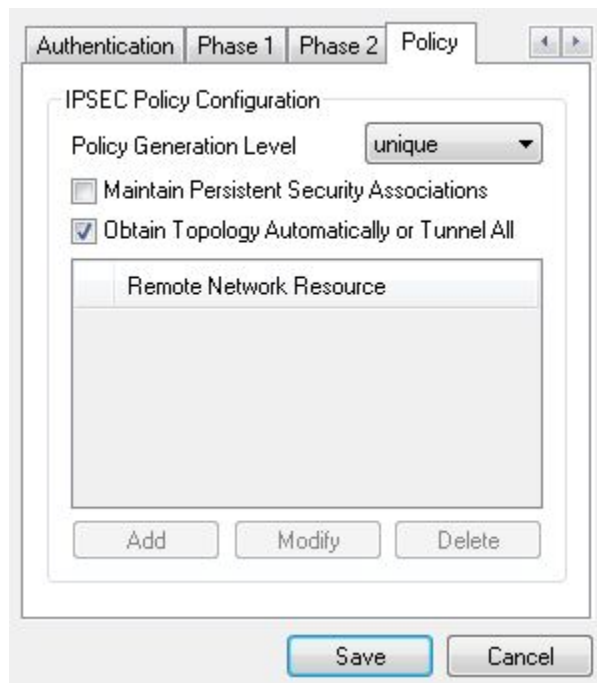 Authentication Phase 1 Phase 2 Policy
IPSEC Policy Configuration
Policy Generation Level unique
Maintain Persistent Security Associations
Obtain Topology Automatically or Tunnel All
Remote Network Resource
Add Modify Delete
Save Cancel